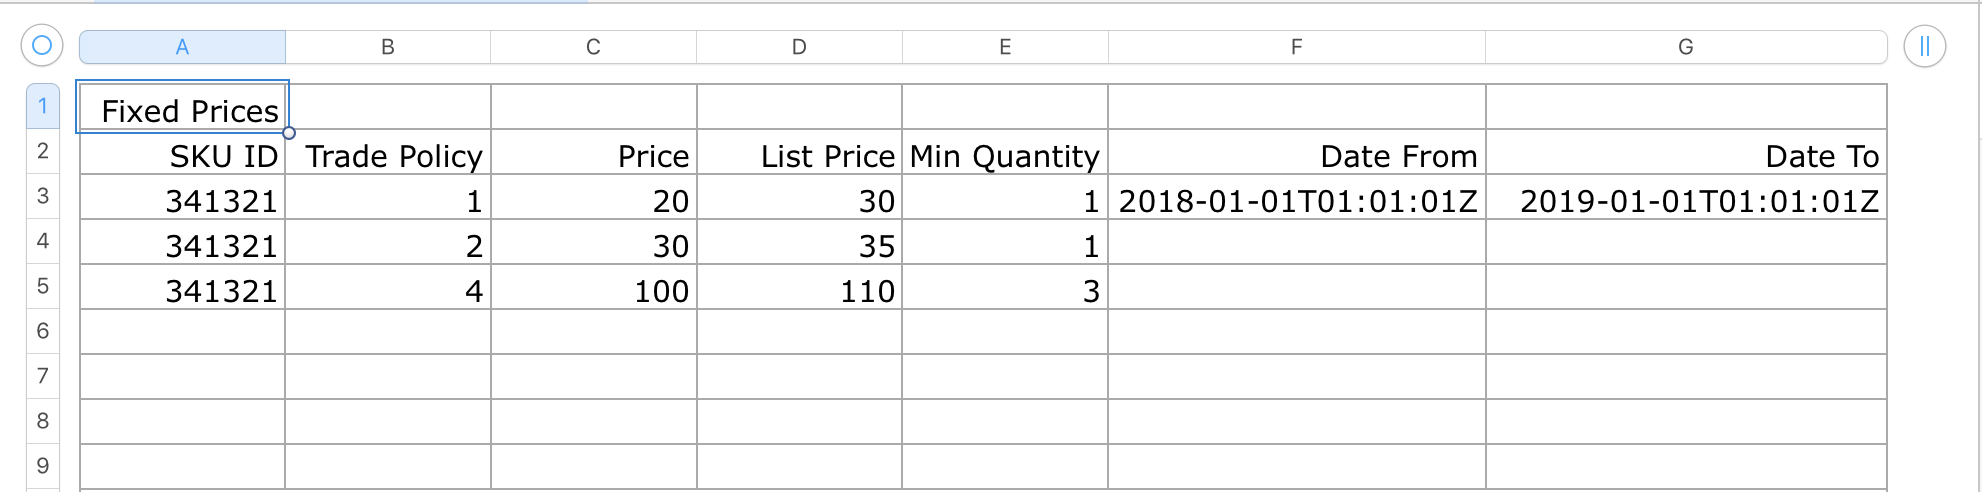 A B C D E F G
1 Fixed Prices
2 SKU ID Trade Policy Price List Price Min Quantity Date From Date To
3 341321 1 20 30 1 2018-01-01T01:01:01Z 2019-01-01T01:01:01Z
4 341321 2 30 35 1
5 341321 4 100 110 3
6
7
8
9